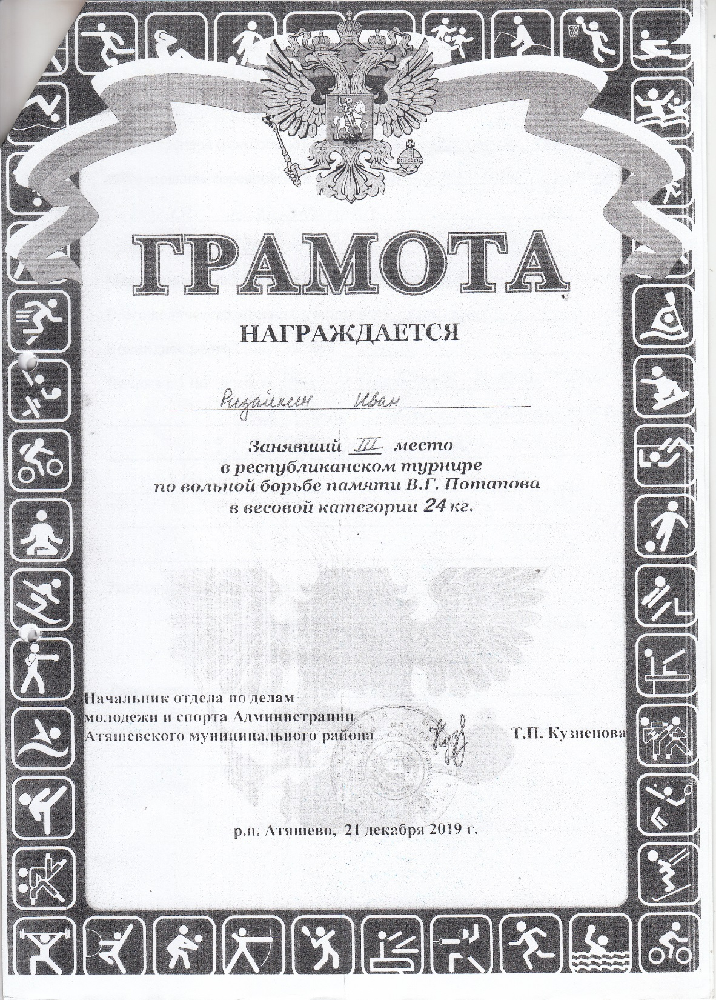 ГРАМОТА
НАГРАЖДАЕТСЯ
Ризайкин Иван
Занявший III место
в республиканском турнире
по вольной борьбе памяти В.Г. Потапова
в весовой категории 24 кг.
Начальник отдела по делам
молодежи и спорта Администрации
Атяшевского муниципального района Т.П. Кузнецова
р.п. Атяшево, 21 декабря 2019 г.